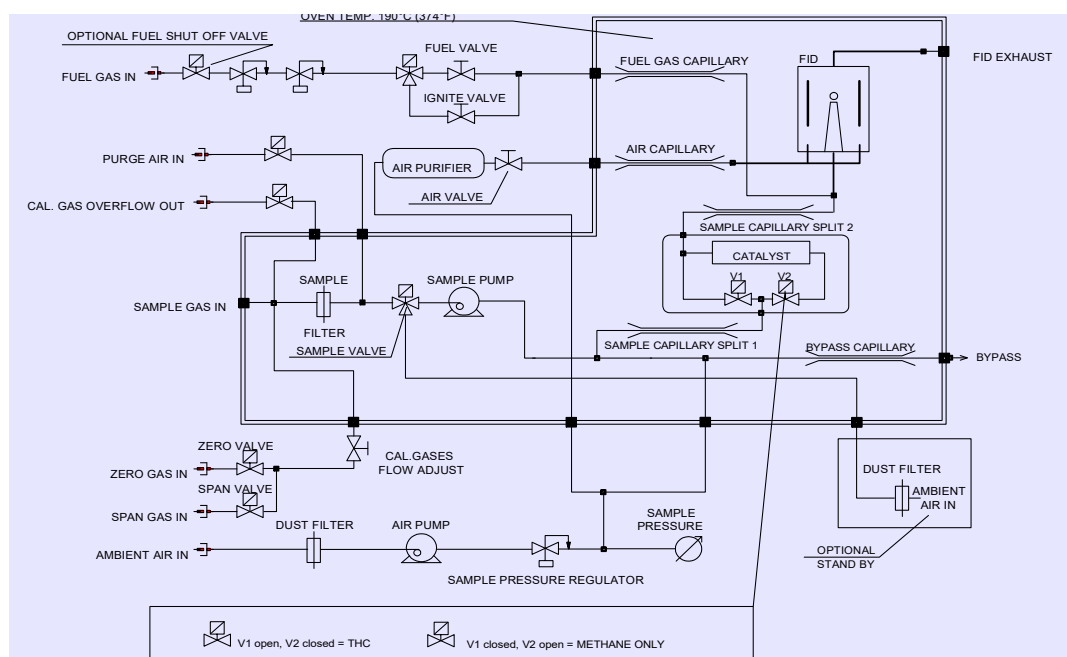 OVEN TEMP. 190°C (374°F)
OPTIONAL FUEL SHUT OFF VALVE
FUEL VALVE
FUEL GAS IN
FUEL GAS CAPILLARY
FID
FID EXHAUST
IGNITE VALVE
PURGE AIR IN
AIR PURIFIER
AIR CAPILLARY
AIR VALVE
CAL. GAS OVERFLOW OUT
SAMPLE CAPILLARY SPLIT 2
CATALYST
V1
V2
SAMPLE
SAMPLE PUMP
SAMPLE GAS IN
FILTER
SAMPLE VALVE
SAMPLE CAPILLARY SPLIT 1
BYPASS CAPILLARY
BYPASS
ZERO VALVE
CAL.GASES
FLOW ADJUST
ZERO GAS IN
SPAN VALVE
SPAN GAS IN
DUST FILTER
AMBIENT
AIR IN
DUST FILTER
AIR PUMP
SAMPLE
PRESSURE
AMBIENT AIR IN
OPTIONAL
STAND BY
SAMPLE PRESSURE REGULATOR
V1 open, V2 closed = THC
V1 closed, V2 open = METHANE ONLY